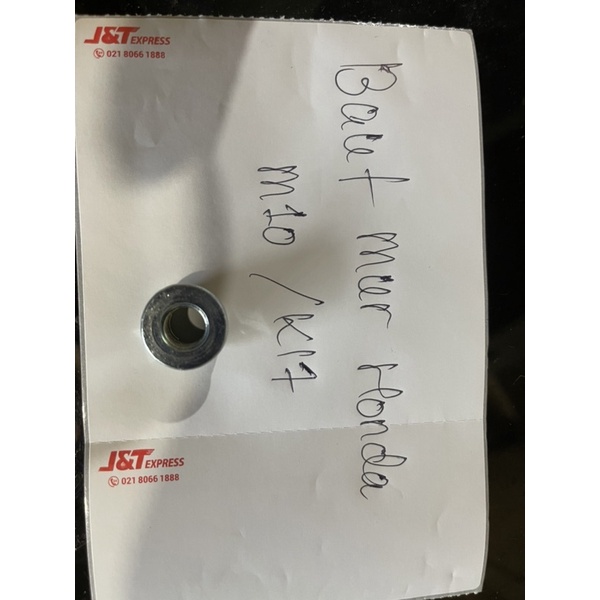 J&T EXPRESS
021 8066 1888
Baut mur Honda
m10 / K17
J&T EXPRESS
021 8066 1888